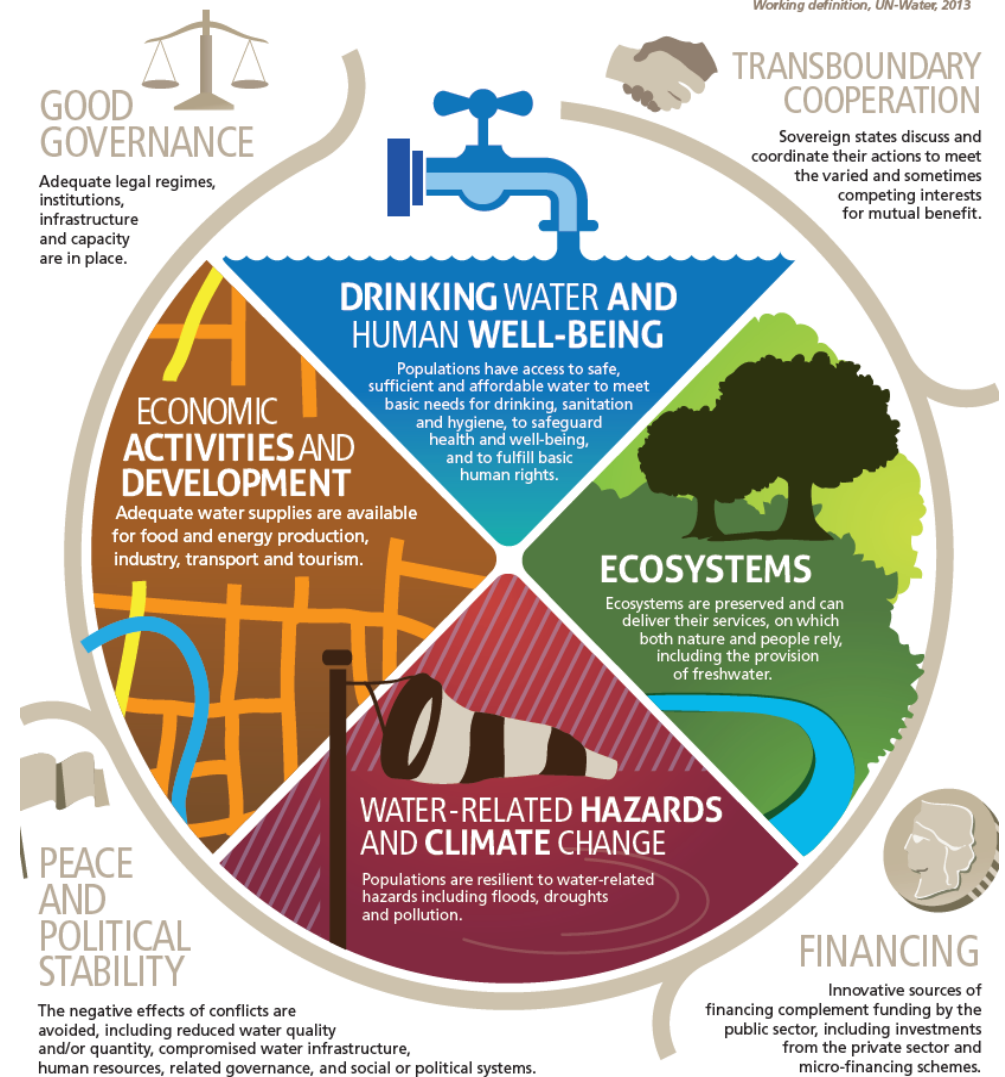 Working definition, UN-Water, 2013
GOOD
GOVERNANCE
Adequate legal regimes,
institutions,
infrastructure
and capacity
are in place.
TRANSBOUNDARY
COOPERATION
Sovereign states discuss and
coordinate their actions to meet
the varied and sometimes
competing interests
for mutual benefit.
DRINKING WATER AND
HUMAN WELL-BEING
Populations have access to safe,
sufficient and affordable water to meet
basic needs for drinking, sanitation
and hygiene, to safeguard
health and well-being,
and to fulfill basic
human rights.
ECONOMIC
ACTIVITIES AND
DEVELOPMENT
Adequate water supplies are available
for food and energy production,
industry, transport and tourism.
ECOSYSTEMS
Ecosystems are preserved and can
deliver their services, on which
both nature and people rely,
including the provision
of freshwater.
WATER-RELATED HAZARDS
AND CLIMATE CHANGE
Populations are resilient to water-related
hazards including floods, droughts
and pollution.
PEACE
AND
POLITICAL
STABILITY
The negative effects of conflicts are
avoided, including reduced water quality
and/or quantity, compromised water infrastructure,
human resources, related governance, and social or political systems.
FINANCING
Innovative sources of
financing complement funding by the
public sector, including investments
from the private sector and
micro-financing schemes.